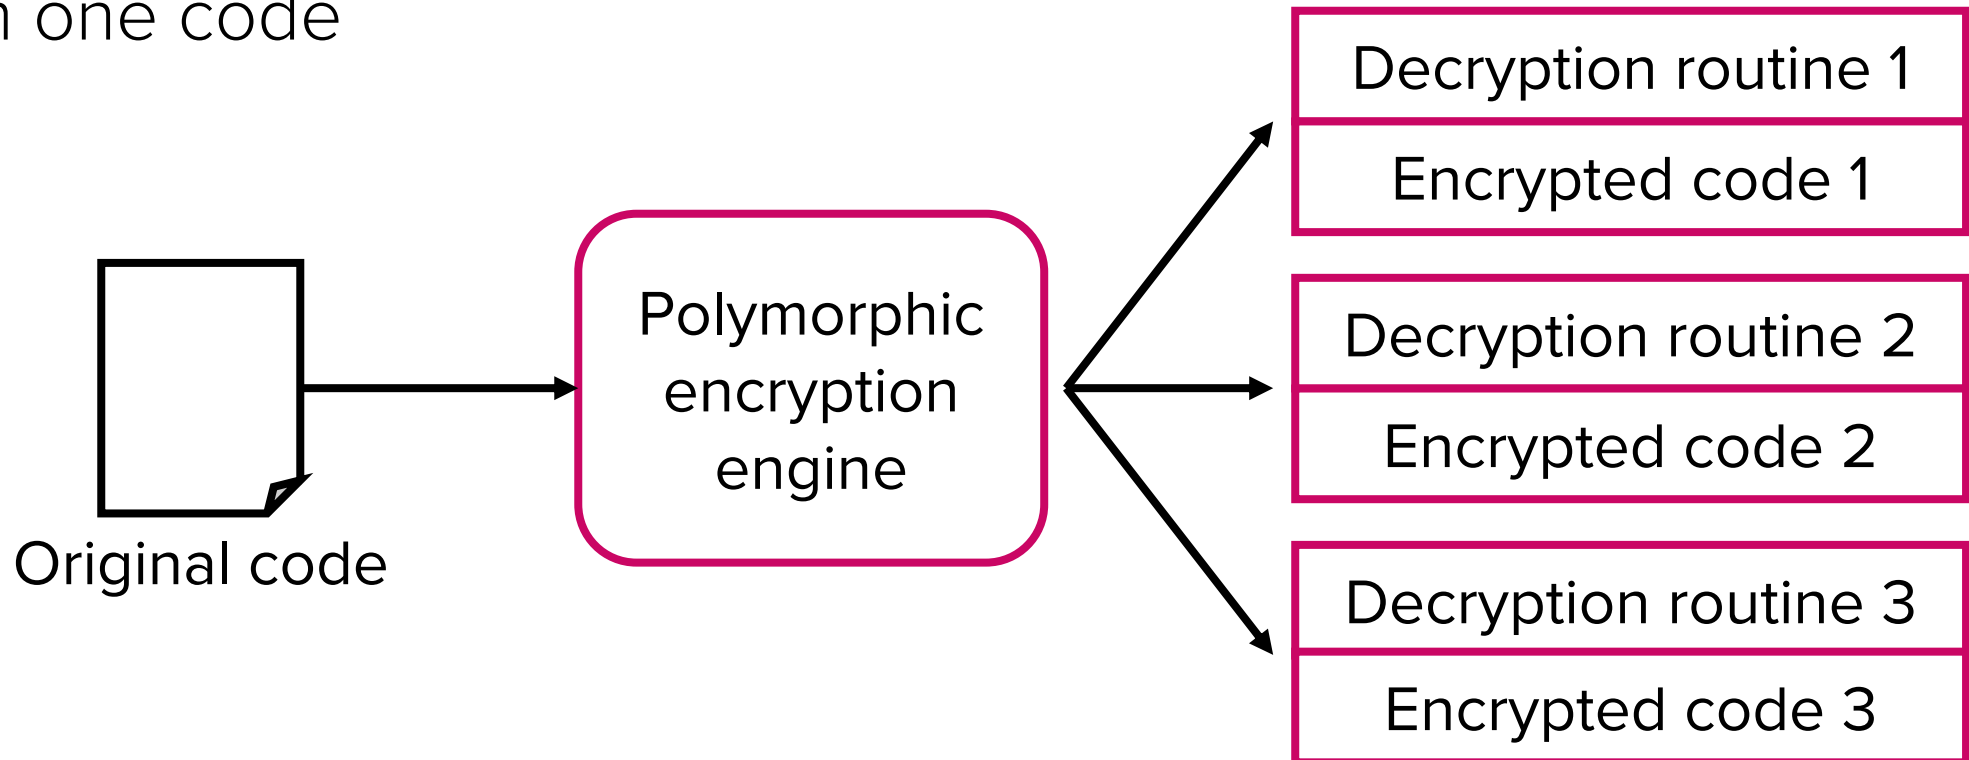 one code
Original code
Polymorphic
encryption
engine
Decryption routine 1
Encrypted code 1
Decryption routine 2
Encrypted code 2
Decryption routine 3
Encrypted code 3